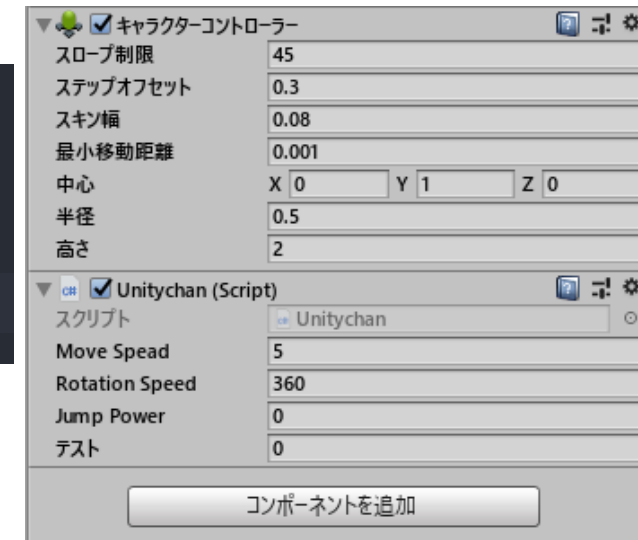 キャラクターコントローラー
スロープ制限 45
ステップオフセット 0.3
スキン幅 0.08
最小移動距離 0.001
中心 X 0 Y 1 Z 0
半径 0.5
高さ 2
Unitychan (Script)
スクリプト Unitychan
Move Spead 5
Rotation Speed 360
Jump Power 0
テスト 0
コンポーネントを追加